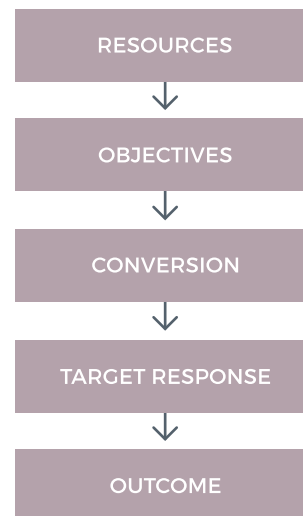 RESOURCES
OBJECTIVES
CONVERSION
TARGET RESPONSE
OUTCOME